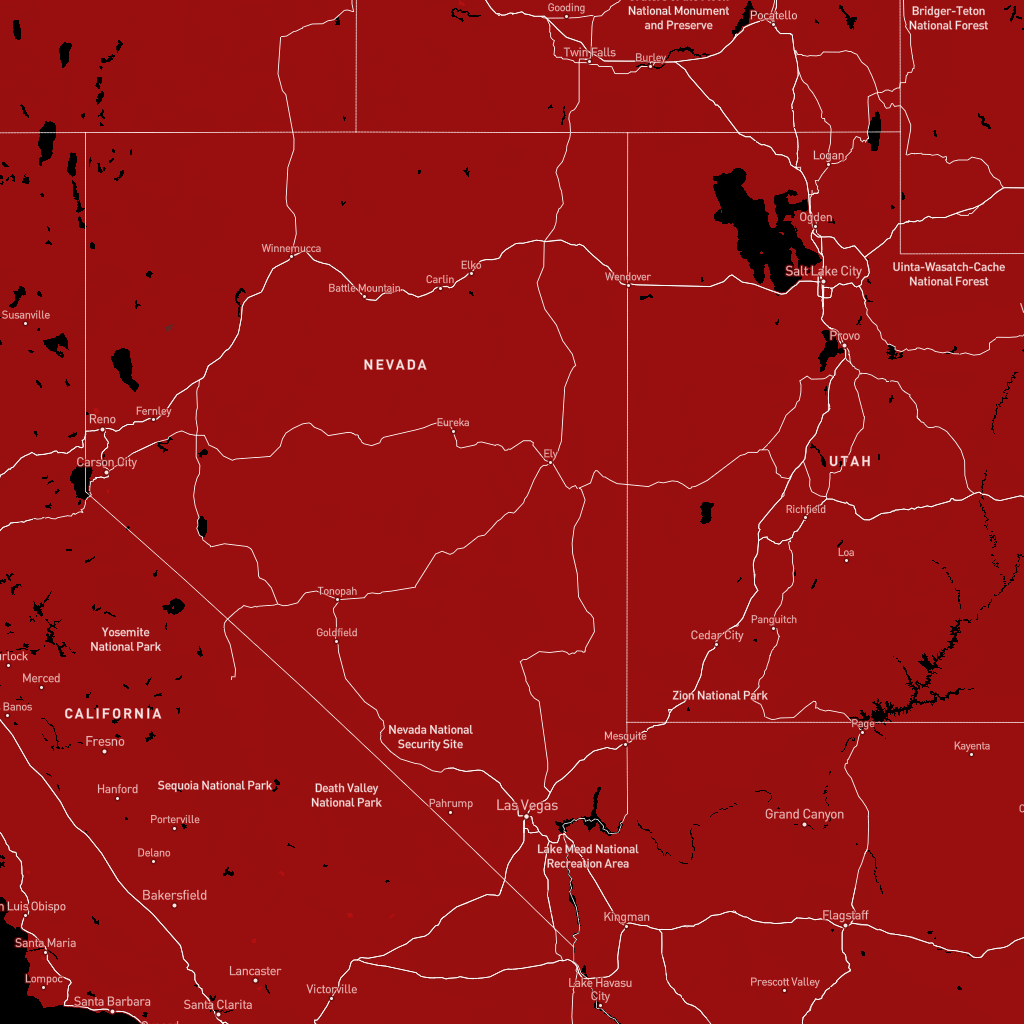 Gooding
National Monument
and Preserve
Pocatello
Bridger-Teton
National Forest
Twin Falls
Burley
Logan
Ogden
Winnemucca
Elko
Carlin
Battle Mountain
Wendover
Salt Lake City
Uinta-Wasatch-Cache
National Forest
Susanville
Provo
NEVADA
Fernley
Reno
Eureka
Carson City
Ely
UTAH
Richfield
Loa
Tonopah
Goldfield
Panguitch
Cedar City
Yosemite
National Park
rlock
Merced
Zion National Park
Banos
CALIFORNIA
Page
Nevada National
Security Site
Mesquite
Kayenta
Fresno
Hanford
Sequoia National Park
Death Valley
National Park
Pahrump
Las Vegas
Grand Canyon
Porterville
Delano
Lake Mead National
Recreation Area
Bakersfield
n Luis Obispo
Kingman
Flagstaff
Santa Maria
Lompoc
Lancaster
Victorville
Lake Havasu
City
Prescott Valley
Santa Barbara
Santa Clarita